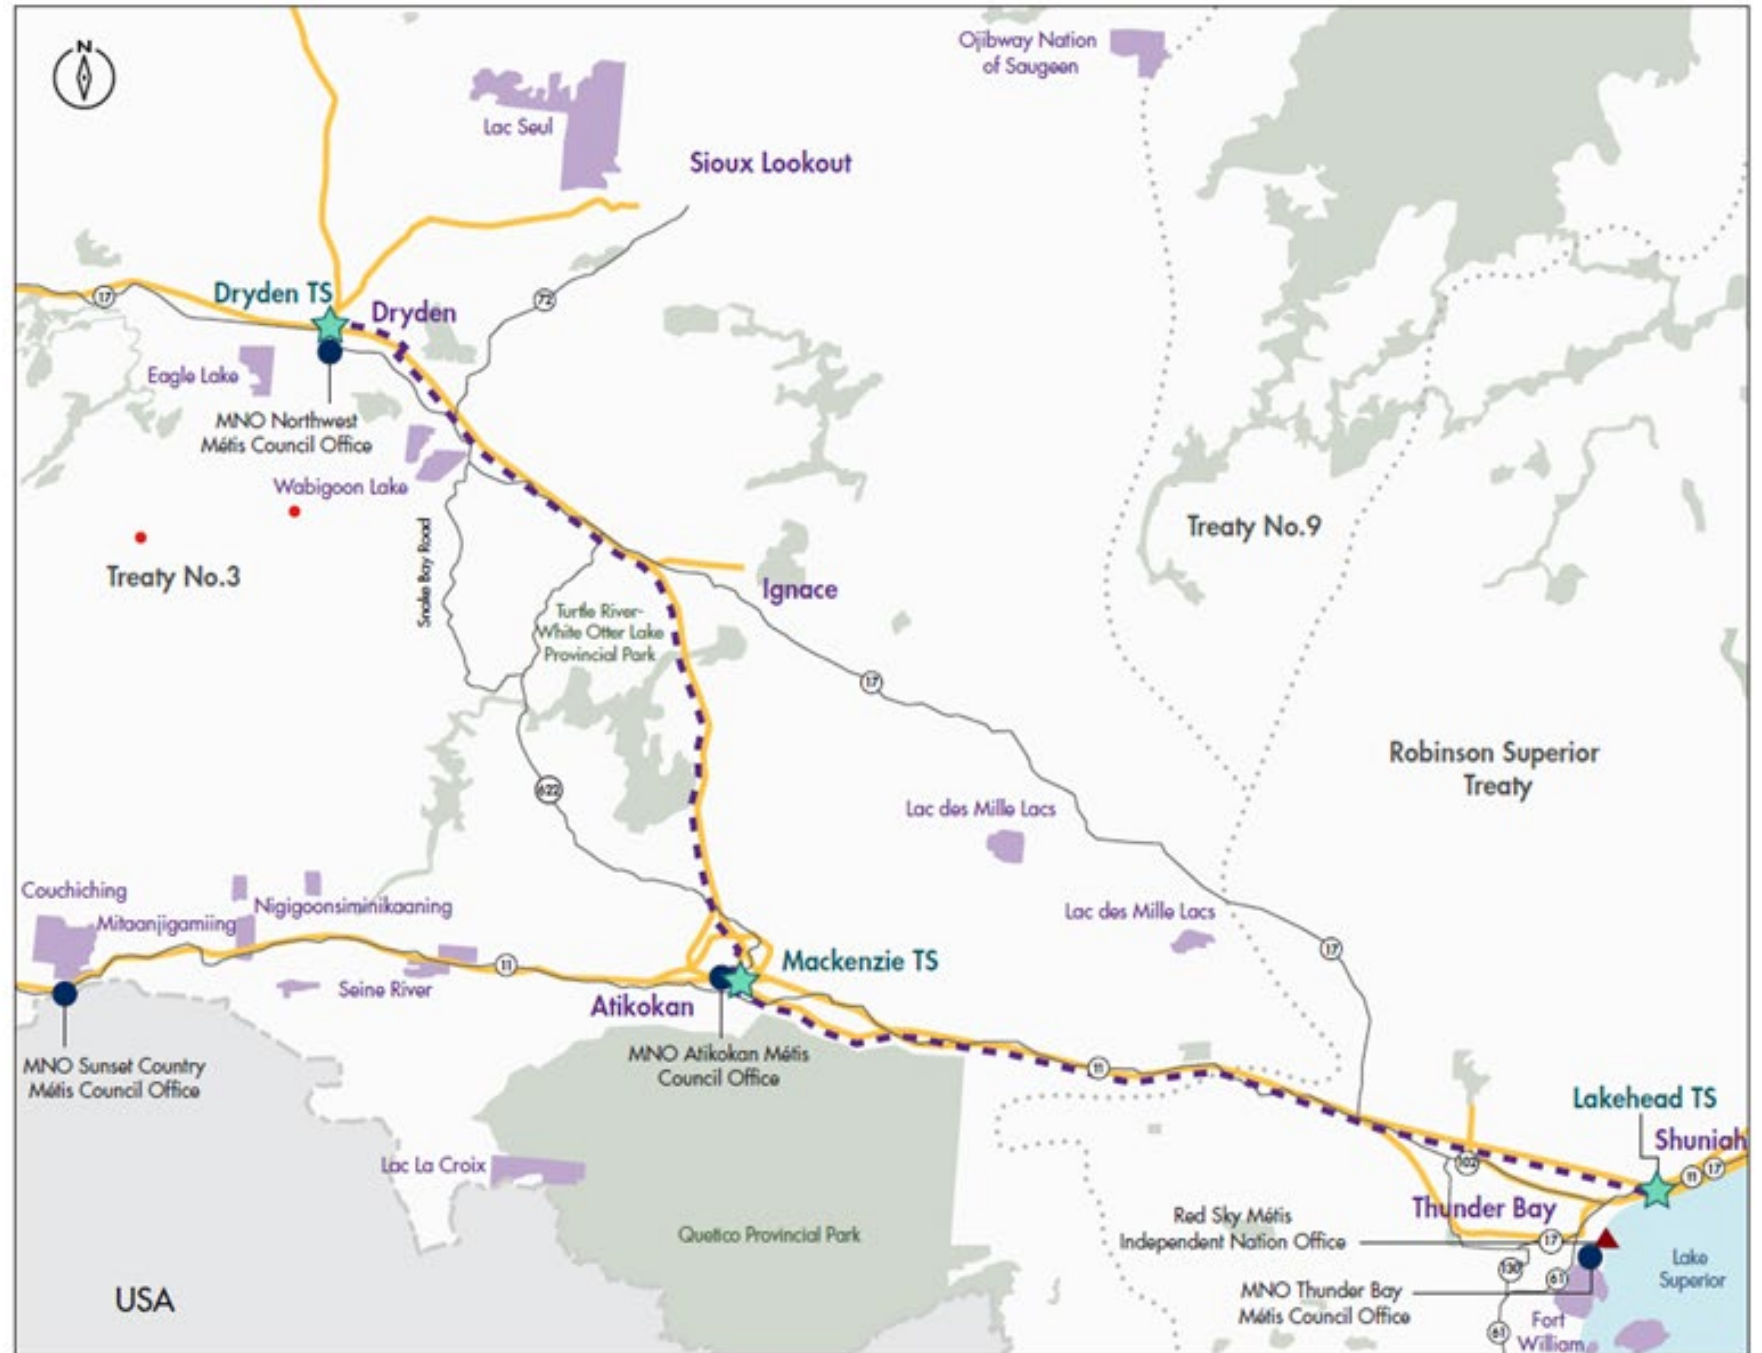 N
Ojibway Nation
of Saugeen
Lac Seul
Sioux Lookout
Dryden TS
17
Dryden
72
Eagle Lake
MNO Northwest
Métis Council Office
Wabigoon Lake
Snake Bay Road
Treaty No.3
Treaty No.9
Ignace
Turtle River-
White Otter Lake
Provincial Park
17
Robinson Superior
Treaty
622
Lac des Mille Lacs
Couchiching
Nigigoonsiminikaaning
Mitaanjigamiing
Lac des Mille Lacs
17
11
Mackenzie TS
Seine River
Atikokan
MNO Sunset Country
Métis Council Office
MNO Atikokan Métis
Council Office
11
Lakehead TS
Shuniah
Lac La Croix
102
11
17
Thunder Bay
Red Sky Métis
Independent Nation Office
Quetico Provincial Park
17
130
61
Lake
Superior
MNO Thunder Bay
Métis Council Office
USA
61
Fort
William